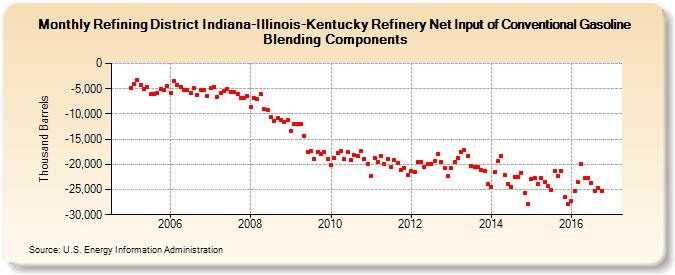 Monthly Refining District Indiana-Illinois-Kentucky Refinery Net Input of Conventional Gasoline
Blending Components
Thousand Barrels
0
-5,000
-10,000
-15,000
-20,000
-25,000
-30,000
2006 2008 2010 2012 2014 2016
Source: U.S. Energy Information Administration